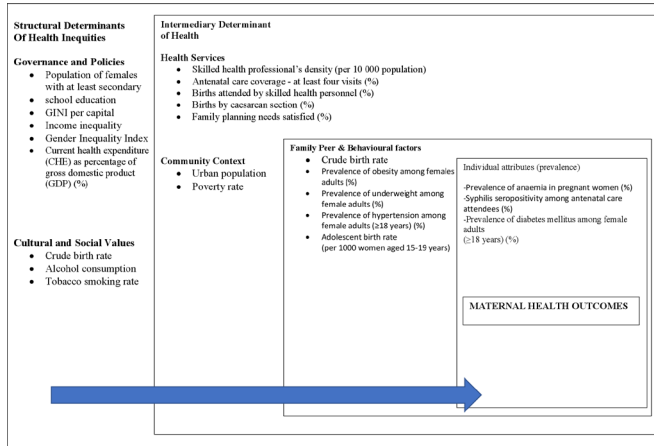 Structural Determinants
Of Health Inequities
Governance and Policies
• Population of females
with at least secondary
• school education
• GINI per capital
• Income inequality
• Gender Inequality Index
• Current health expenditure
(CHE) as percentage of
gross domestic product
(GDP) (%)
Cultural and Social Values
• Crude birth rate
• Alcohol consumption
• Tobacco smoking rate
Intermediary Determinant
of Health
Health Services
• Skilled health professional's density (per 10 000 population)
• Antenatal care coverage - at least four visits (%)
• Births attended by skilled health personnel (%)
• Births by caesarean section (%)
• Family planning needs satisfied (%)
Community Context
• Urban population
• Poverty rate
Family Peer & Behavioural factors
• Crude birth rate
• Prevalence of obesity among females
adults (%)
• Prevalence of underweight among
female adults (%)
• Prevalence of hypertension among
female adults (≥18 years) (%)
• Adolescent birth rate
(per 1000 women aged 15-19 years)
Individual attributes (prevalence)
-Prevalence of anaemia in pregnant women (%)
-Syphilis seropositivity among antenatal care
attendees (%)
-Prevalence of diabetes mellitus among female
adults
(≥18 years) (%)
MATERNAL HEALTH OUTCOMES